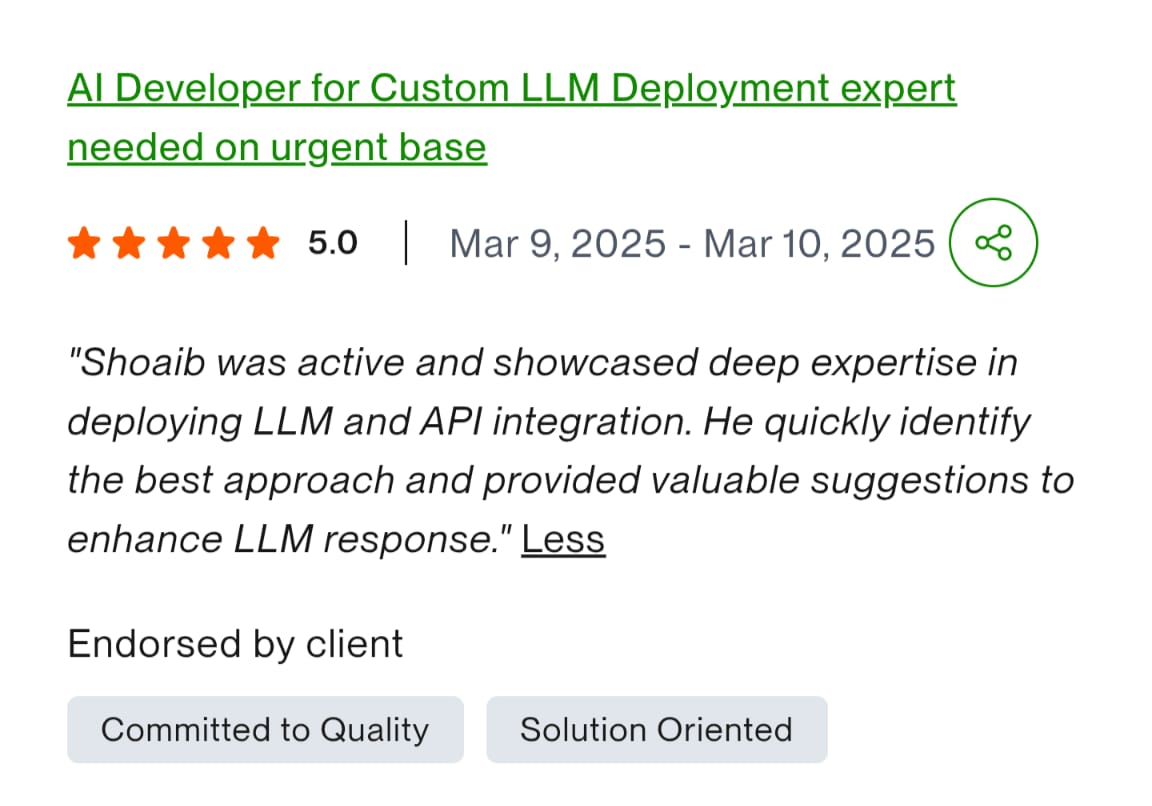 AI Developer for Custom LLM Deployment expert
needed on urgent base
5.0 | Mar 9, 2025 - Mar 10, 2025
"Shoaib was active and showcased deep expertise in
deploying LLM and API integration. He quickly identify
the best approach and provided valuable suggestions to
enhance LLM response." Less
Endorsed by client
Committed to Quality Solution Oriented